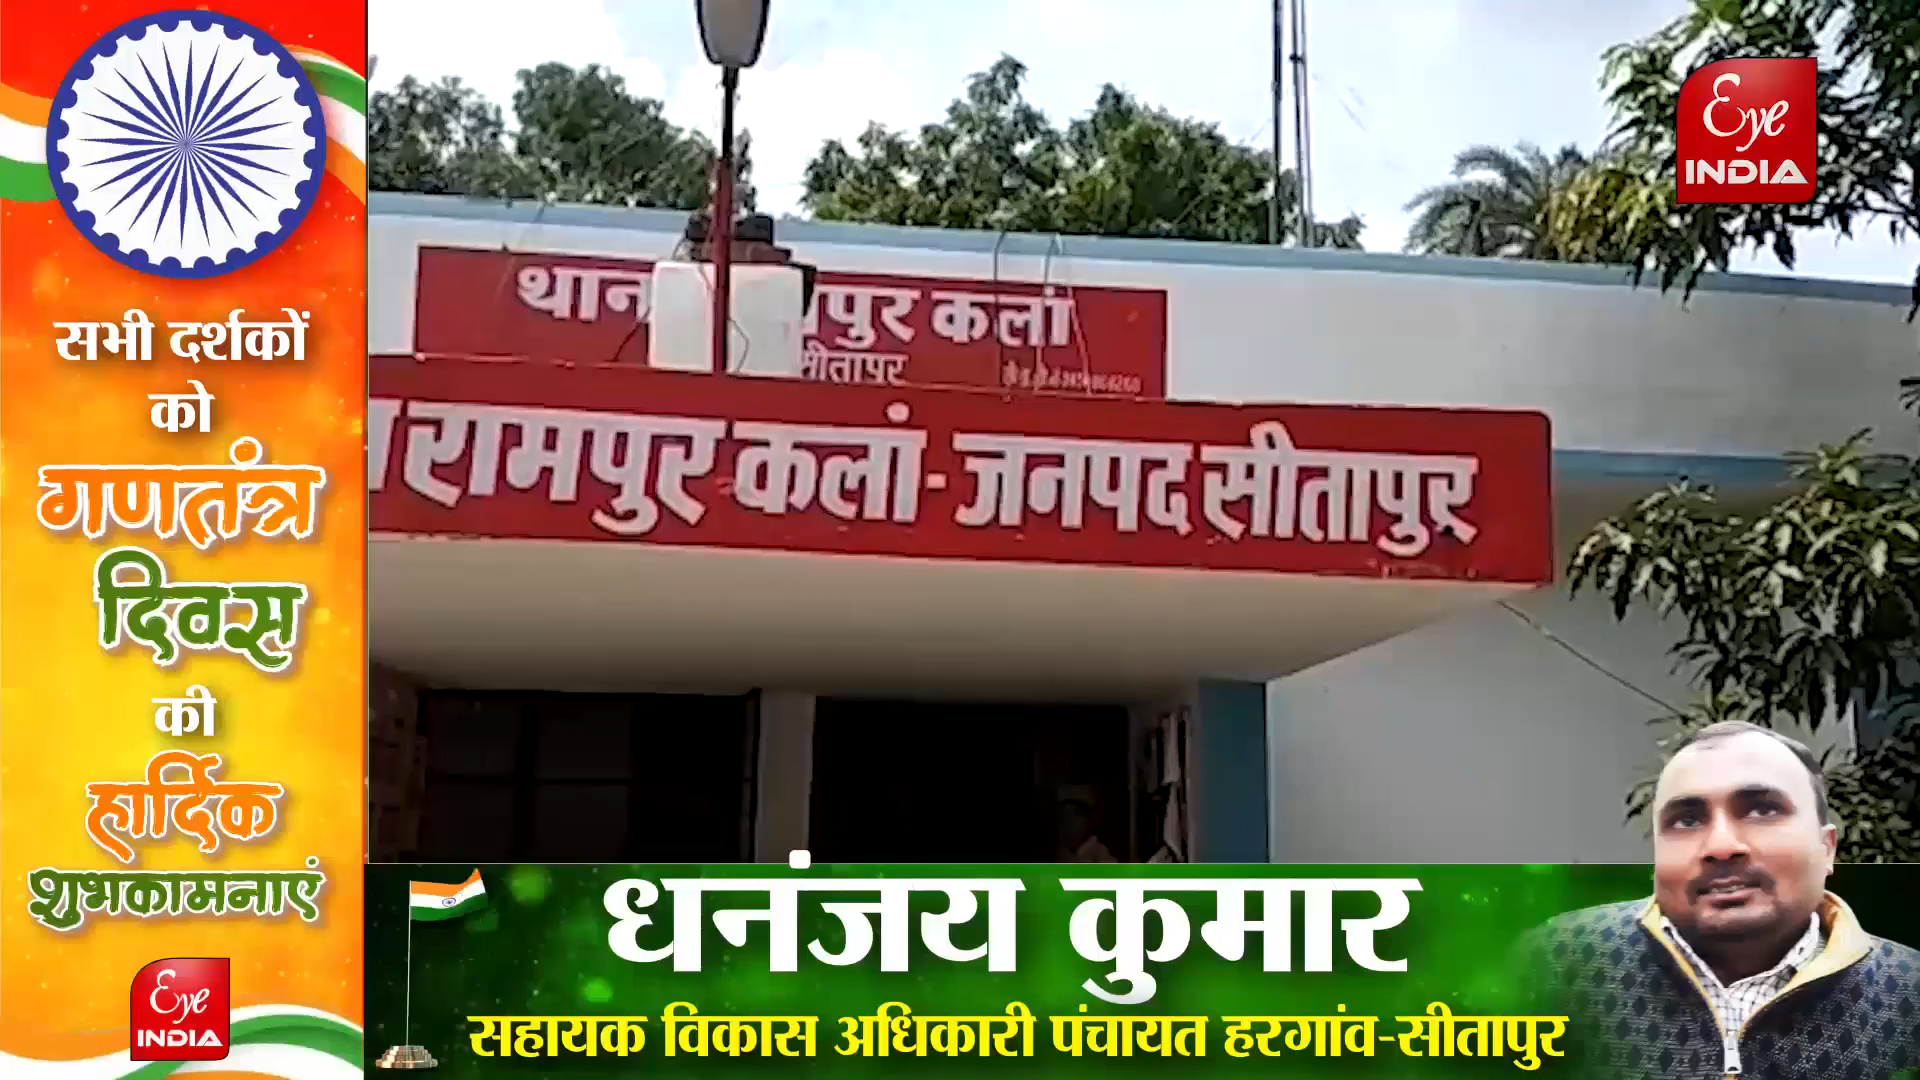 सभी दर्शकों
को
गणतंत्र
दिवस
की
हार्दिक
शुभकामनाएं
Eye
INDIA
Eye
INDIA
कलां
सीतापुर
रामपुर कलां-जनपद सीतापुर
धनंजय कुमार
सहायक विकास अधिकारी पंचायत हरगांव-सीतापुर